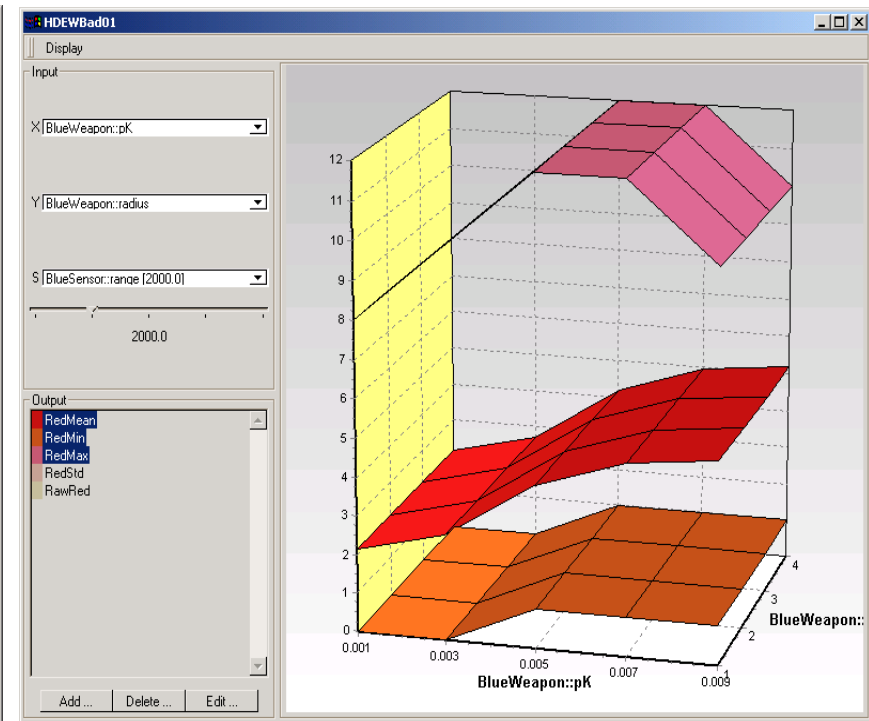 HDEWBad01
Display
Input
X BlueWeapon::pK
Y BlueWeapon::radius
S BlueSensor::range [2000.0]
2000.0
Output
RedMean
RedMin
RedMax
RedStd
RawRed
Add ...
Delete ...
Edit ...
12
11
10
9
8
7
6
5
4
3
2
1
0
0.001
0.003
0.005
0.007
0.009
BlueWeapon::pK
1
2
3
4
BlueWeapon::